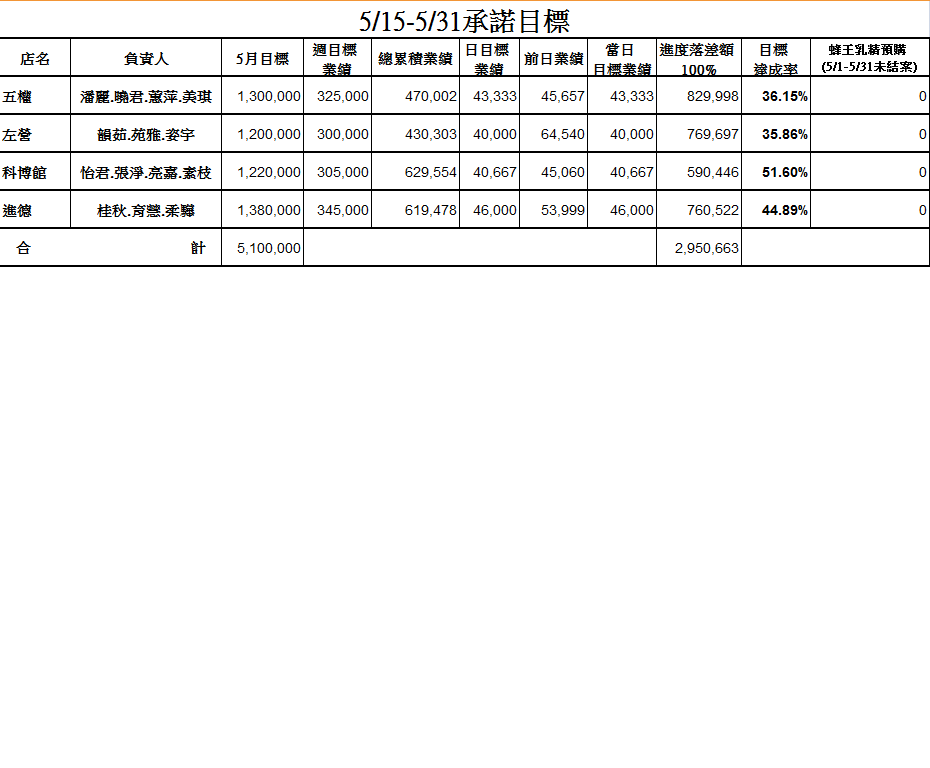 5/15-5/31承諾目標
店名 負責人 5月目標 週目標業績 總累積業績 日目標業績 前日業績 當日目標業績 進度落差額100% 目標達成率 蜂王乳精預購(5/1-5/31未結案)
五權 潘麗.曉君.蕙萍.美琪 1,300,000 325,000 470,002 43,333 45,657 43,333 829,998 36.15% 0
左營 韻茹.苑雅.姿宇 1,200,000 300,000 430,303 40,000 64,540 40,000 769,697 35.86% 0
科博館 怡君.張淨.亮嘉.素枝 1,220,000 305,000 629,554 40,667 45,060 40,667 590,446 51.60% 0
進德 桂秋.育慧.柔驊 1,380,000 345,000 619,478 46,000 53,999 46,000 760,522 44.89% 0
合 計 5,100,000 2,950,663